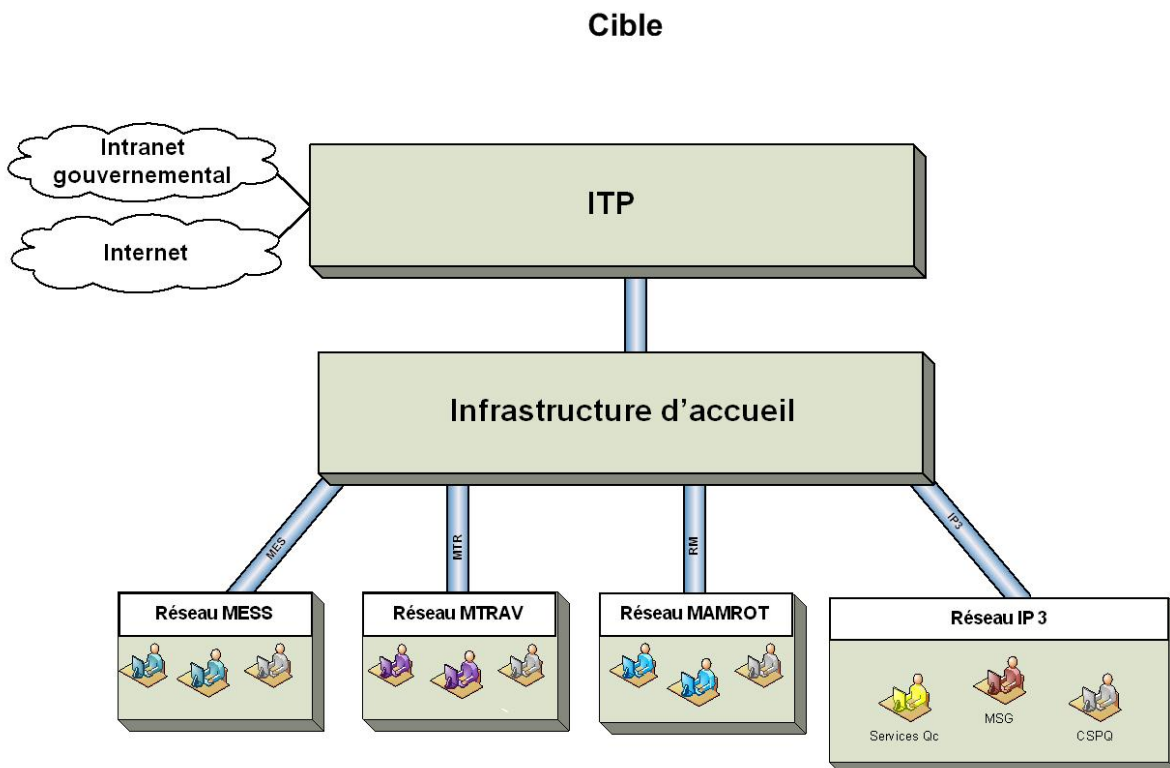 Cible
Intranet
gouvernemental
Internet
ITP
Infrastructure d'accueil
MES
MTR
RM
IP3
Réseau MESS
Réseau MTRAV
Réseau MAMROT
Réseau IP 3
Services Qc
MSG
CSPQ